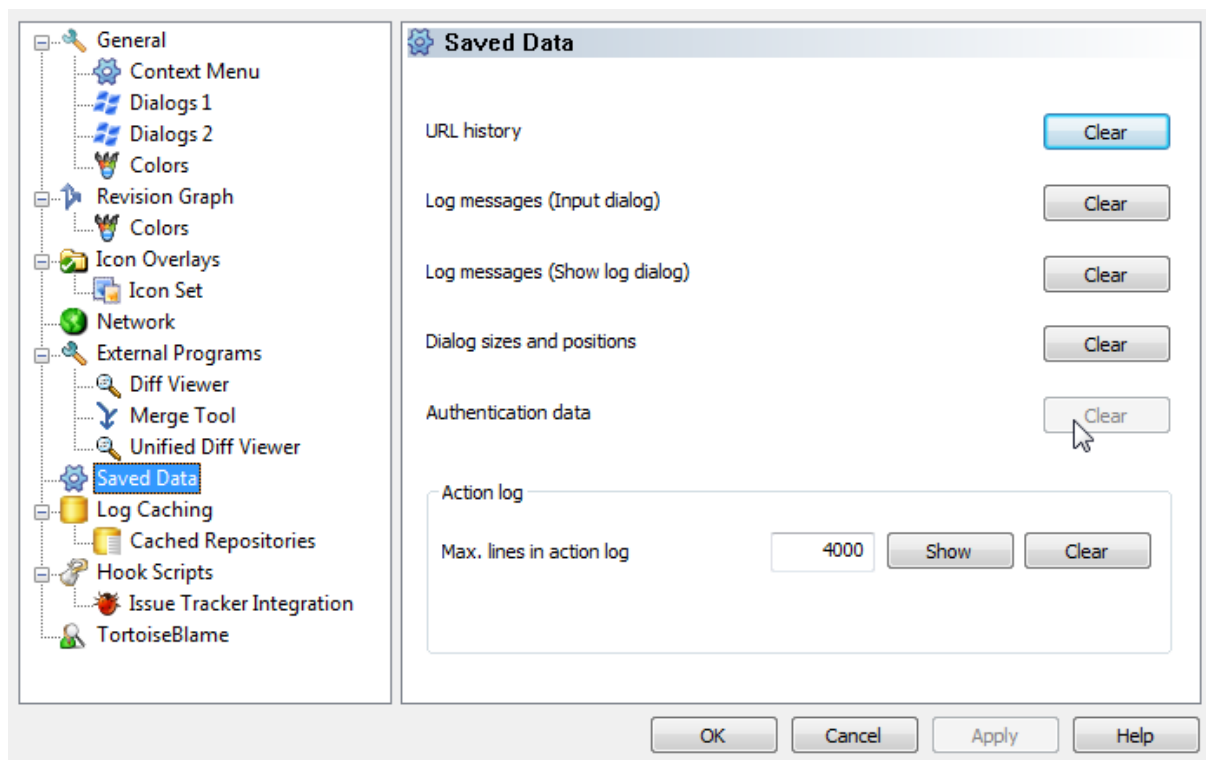 General
Context Menu
Dialogs 1
Dialogs 2
Colors
Revision Graph
Colors
Icon Overlays
Icon Set
Network
External Programs
Diff Viewer
Merge Tool
Unified Diff Viewer
Saved Data
Log Caching
Cached Repositories
Hook Scripts
Issue Tracker Integration
TortoiseBlame
Saved Data
URL history Clear
Log messages (Input dialog) Clear
Log messages (Show log dialog) Clear
Dialog sizes and positions Clear
Authentication data Clear
Action log
Max. lines in action log 4000 Show Clear
OK Cancel Apply Help